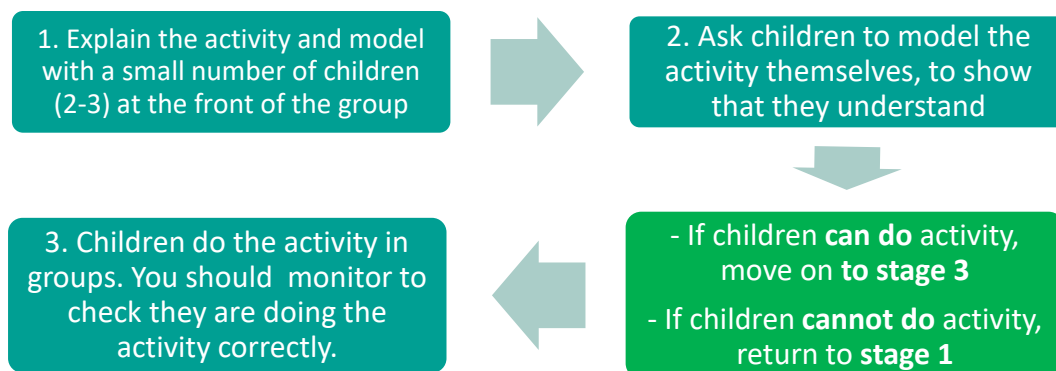 1. Explain the activity and model
with a small number of children
(2-3) at the front of the group
2. Ask children to model the
activity themselves, to show
that they understand
- If children can do activity,
move on to stage 3
- If children cannot do activity,
return to stage 1
3. Children do the activity in
groups. You should  monitor to
check they are doing the
activity correctly.